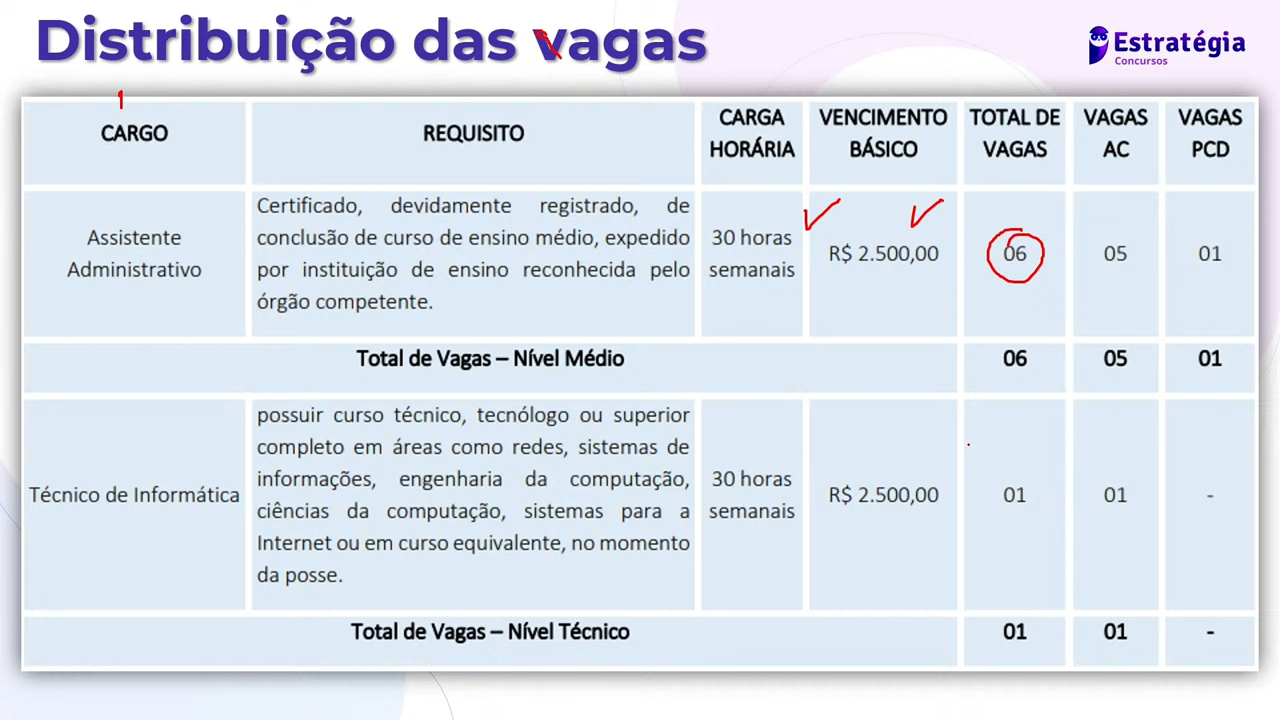 Distribuição das vagas
Estratégia
Concursos
CARGO
REQUISITO
CARGA
HORÁRIA
VENCIMENTO
BÁSICO
TOTAL DE
VAGAS
VAGAS
AC
VAGAS
PCD
Assistente
Administrativo
Certificado, devidamente registrado, de
conclusão de curso de ensino médio, expedido
por instituição de ensino reconhecida pelo
órgão competente.
30 horas
semanais
R$ 2.500,00
06
05
01
Total de Vagas – Nível Médio
06
05
01
Técnico de Informática
possuir curso técnico, tecnólogo ou superior
completo em áreas como redes, sistemas de
informações, engenharia da computação,
ciências da computação, sistemas para a
Internet ou em curso equivalente, no momento
da posse.
30 horas
semanais
R$ 2.500,00
01
01
-
Total de Vagas – Nível Técnico
01
01
-